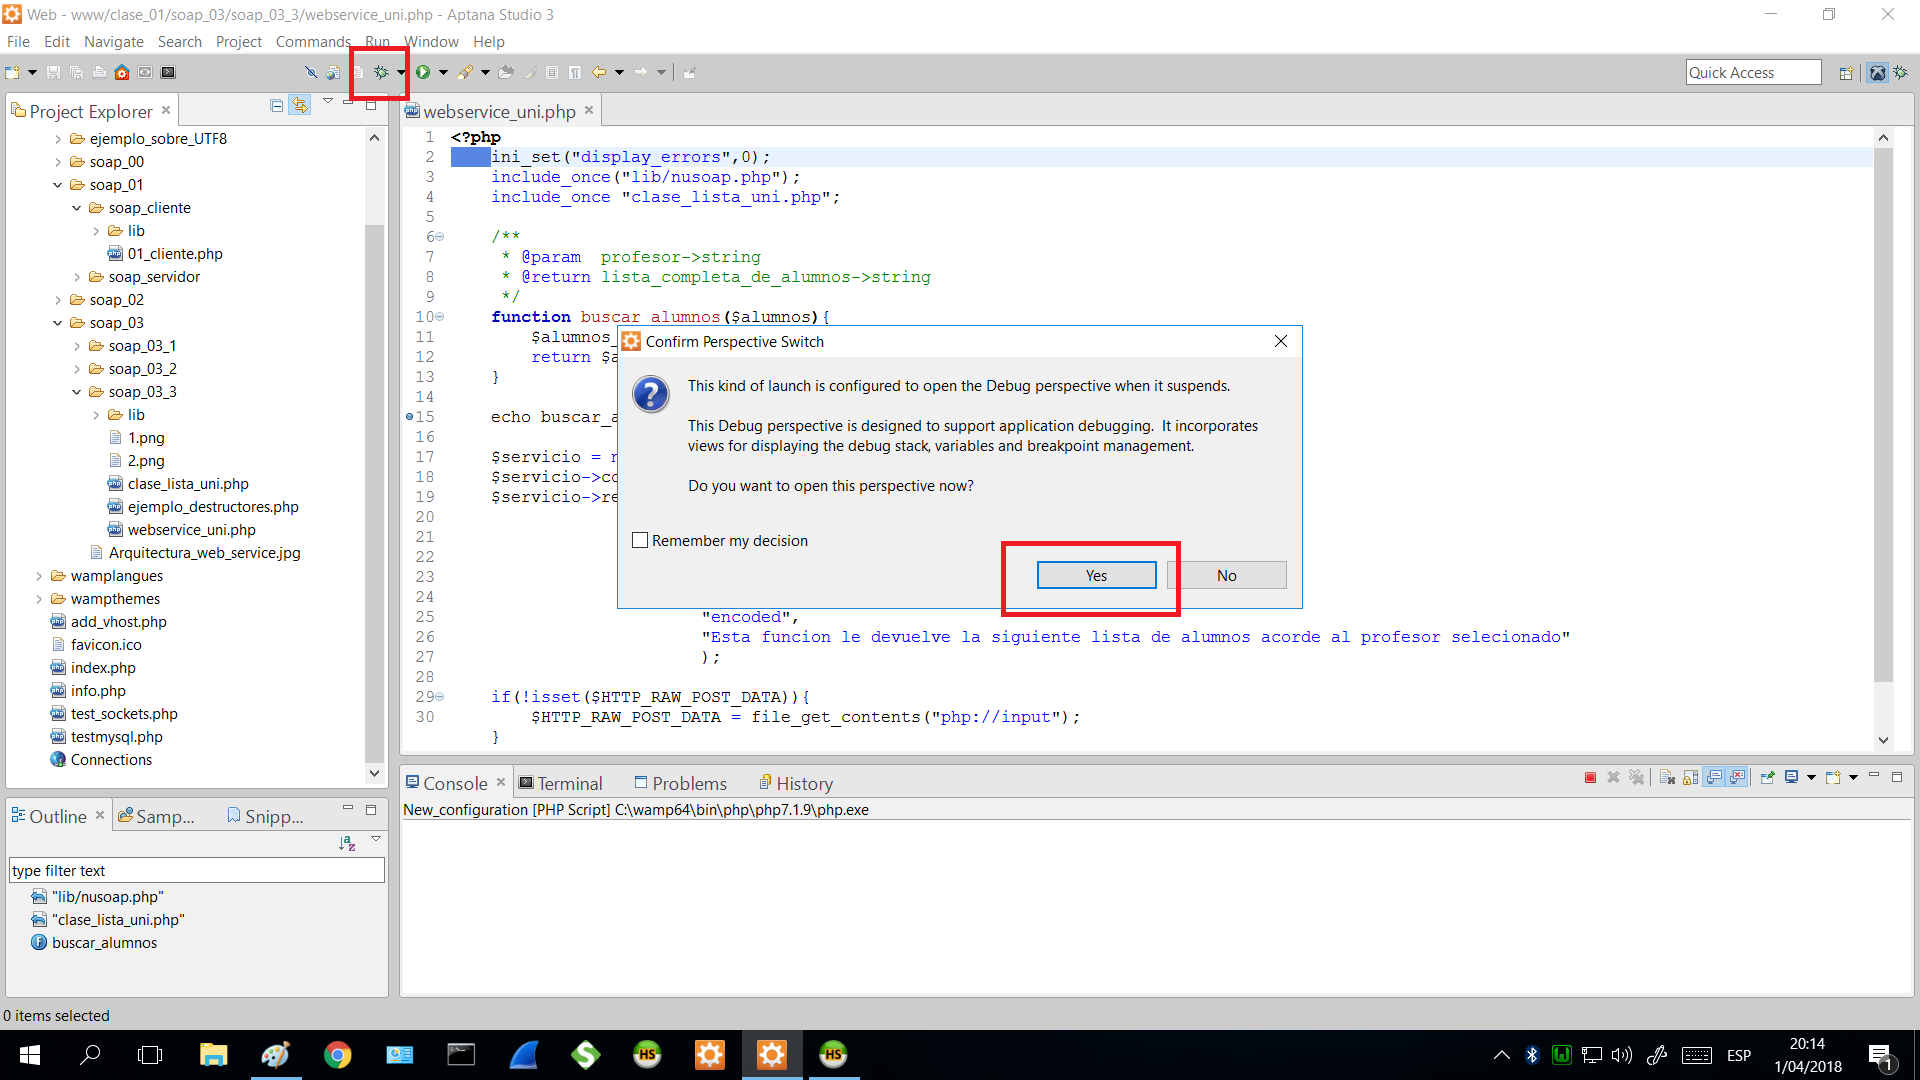 Web - www/clase_01/soap_03/soap_03_3/webservice_uni.php - Aptana Studio 3
File Edit Navigate Search Project Commands Run Window Help
Quick Access
Project Explorer
ejemplo_sobre_UTF8
soap_00
soap_01
soap_cliente
lib
01_cliente.php
soap_servidor
soap_02
soap_03
soap_03_1
soap_03_2
soap_03_3
lib
1.png
2.png
clase_lista_uni.php
ejemplo_destructores.php
webservice_uni.php
Arquitectura_web_service.jpg
wamplangues
wampthemes
add_vhost.php
favicon.ico
index.php
info.php
test_sockets.php
testmysql.php
Connections
webservice_uni.php
1 <?php
2 ini_set("display_errors",0);
3 include_once("lib/nusoap.php");
4 include_once "clase_lista_uni.php";
5
6 /**
7 * @param profesor->string
8 * @return lista_completa_de_alumnos->string
9 */
10 function buscar_alumnos($alumnos){
11 $alumnos_
12 return $a
13 }
14
15 echo buscar_a
16
17 $servicio = n
18 $servicio->co
19 $servicio->re
20
21
22
23
24
25 "encoded",
26 "Esta funcion le devuelve la siguiente lista de alumnos acorde al profesor selecionado"
27 );
28
29 if(!isset($HTTP_RAW_POST_DATA)){
30 $HTTP_RAW_POST_DATA = file_get_contents("php://input");
}
Confirm Perspective Switch
This kind of launch is configured to open the Debug perspective when it suspends.
This Debug perspective is designed to support application debugging. It incorporates
views for displaying the debug stack, variables and breakpoint management.
Do you want to open this perspective now?
Remember my decision
Yes No
Outline Samp... Snipp...
type filter text
"lib/nusoap.php"
"clase_lista_uni.php"
buscar_alumnos
Console Terminal Problems History
New_configuration [PHP Script] C:\wamp64\bin\php\php7.1.9\php.exe
0 items selected
HS
HS
ESP
20:14
1/04/2018
1